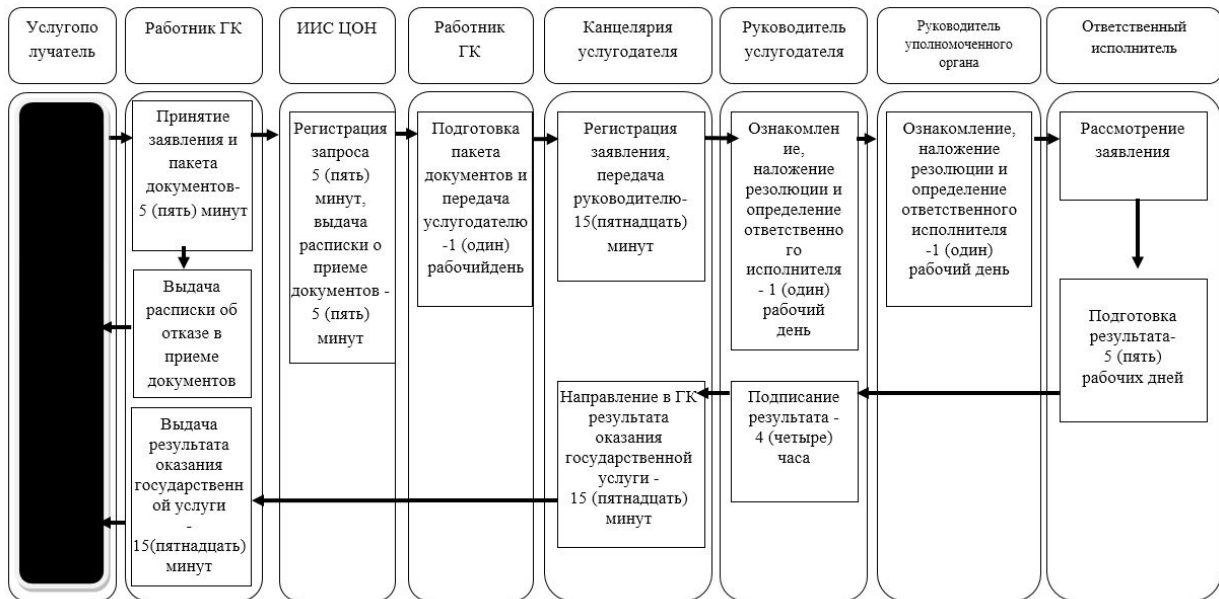 Услугопо
лучатель
Работник ГК
ИИС ЦОН
Работник
ГК
Канцелярия
услугодателя
Руководитель
услугодателя
Руководитель
уполномоченного
органа
Ответственный
исполнитель
Принятие
заявления и
пакета
документов-
5 (пять) минут
Выдача
расписки об
отказе в
приеме
документов
Выдача
результата
оказания
государственн
ой услуги
-
15(пятнадцать)
минут
Регистрация
запроса
5 (пять)
минут,
выдача
расписки о
приеме
документов -
5 (пять)
минут
Подготовка
пакета
документов и
передача
услугодателю
-1 (один)
рабочийдень
Регистрация
заявления,
передача
руководителю-
15(пятнадцать)
минут
Направление в ГК
результата
оказания
государственной
услуги -
15 (пятнадцать)
минут
Ознакомлен
ие,
наложение
резолюции и
определение
ответственно
го
исполнителя
- 1 (один)
рабочий
день
Подписание
результата -
4 (четыре)
часа
Ознакомление,
наложение
резолюции и
определение
ответственного
исполнителя
-1 (один)
рабочий день
Рассмотрение
заявления
Подготовка
результата-
5 (пять)
рабочих дней